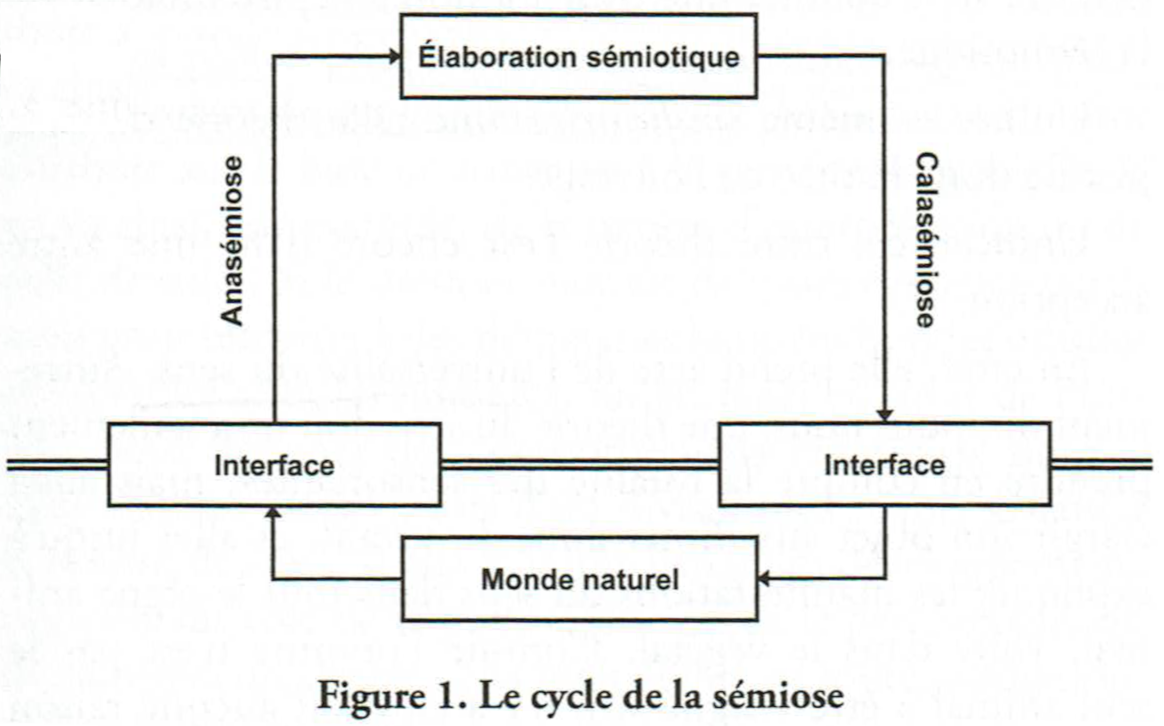 Élaboration sémiotique
Anasémiose
Calasémiose
Interface
Interface
Monde naturel
Figure 1. Le cycle de la sémiose